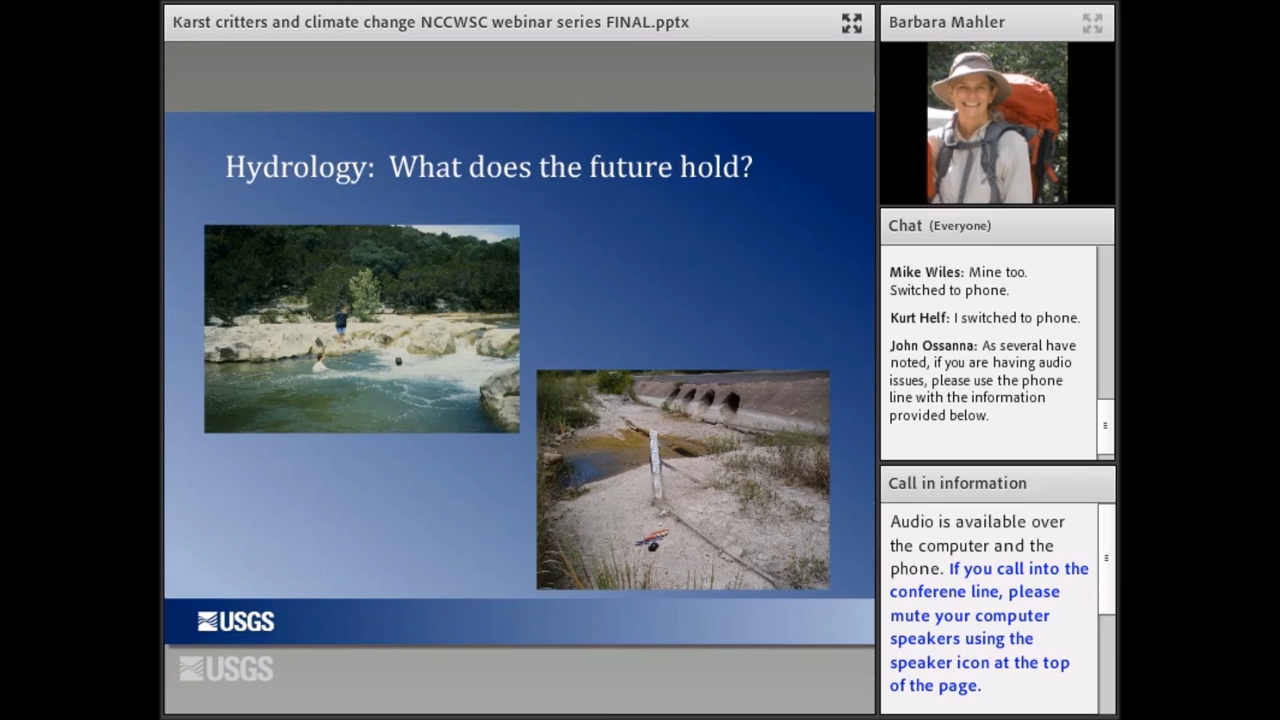 Karst critters and climate change NCCWSC webinar series FINAL.pptx
Hydrology: What does the future hold?
USGS
USGS
Barbara Mahler
Chat (Everyone)
Mike Wiles: Mine too.
Switched to phone.
Kurt Helf: I switched to phone.
John Ossanna: As several have
noted, if you are having audio
issues, please use the phone
line with the information
provided below.
Call in information
Audio is available over
the computer and the
phone. If you call into the
conferene line, please
mute your computer
speakers using the
speaker icon at the top
of the page.